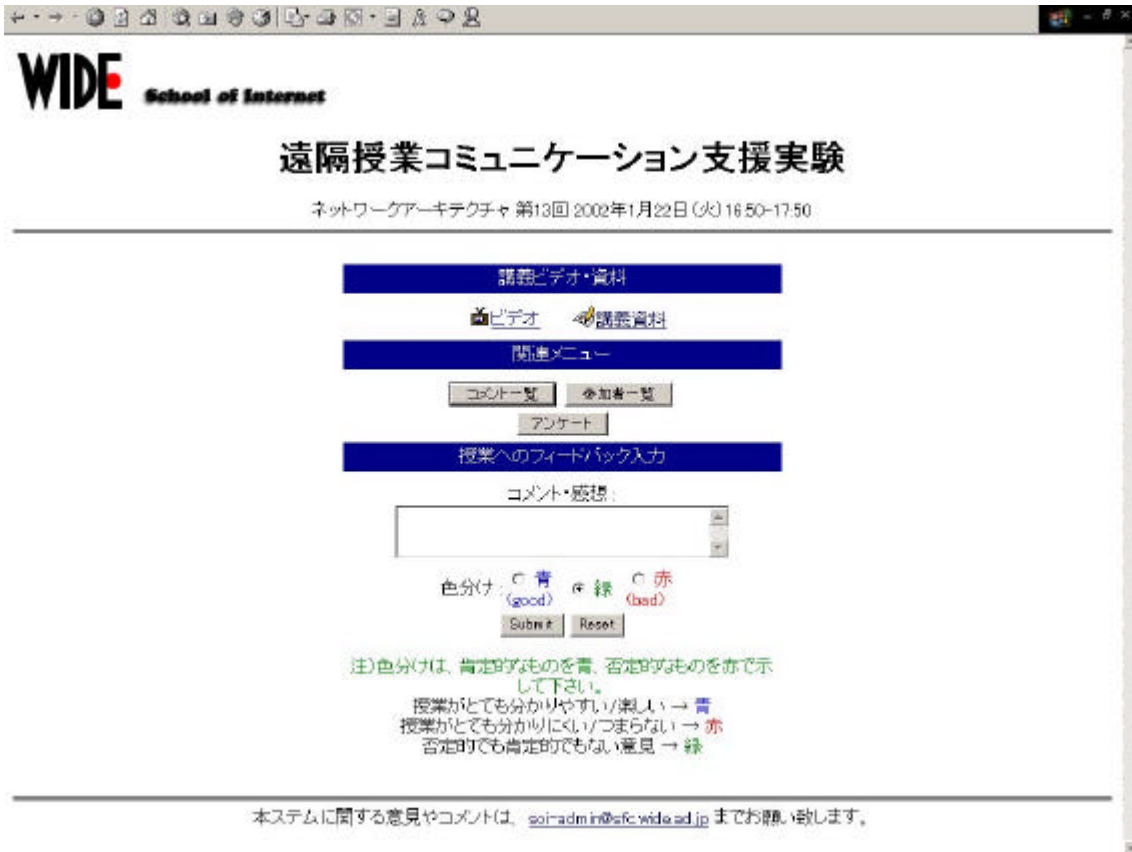 WIDE School of Internet
遠隔授業コミュニケーション支援実験
ネットワークアーキテクチャ 第13回 2002年1月22日(火) 16:50-17:50
講義ビデオ・資料
ビデオ 講義資料
関連メニュー
コメント一覧 参加者一覧
アンケート
授業へのフィードバック入力
コメント・感想:
色分け: 青 (good) 緑 赤 (bad)
Submit Reset
注)色分けは、肯定的なものを青、否定的なものを赤で示
して下さい。
授業がとても分かりやすい/楽しい → 青
授業がとても分かりにくい/つまらない → 赤
否定的でも肯定的でもない意見 → 緑
本ステムに関する意見やコメントは、 soi-admin@sfc.wide.ad.jp までお願い致します。